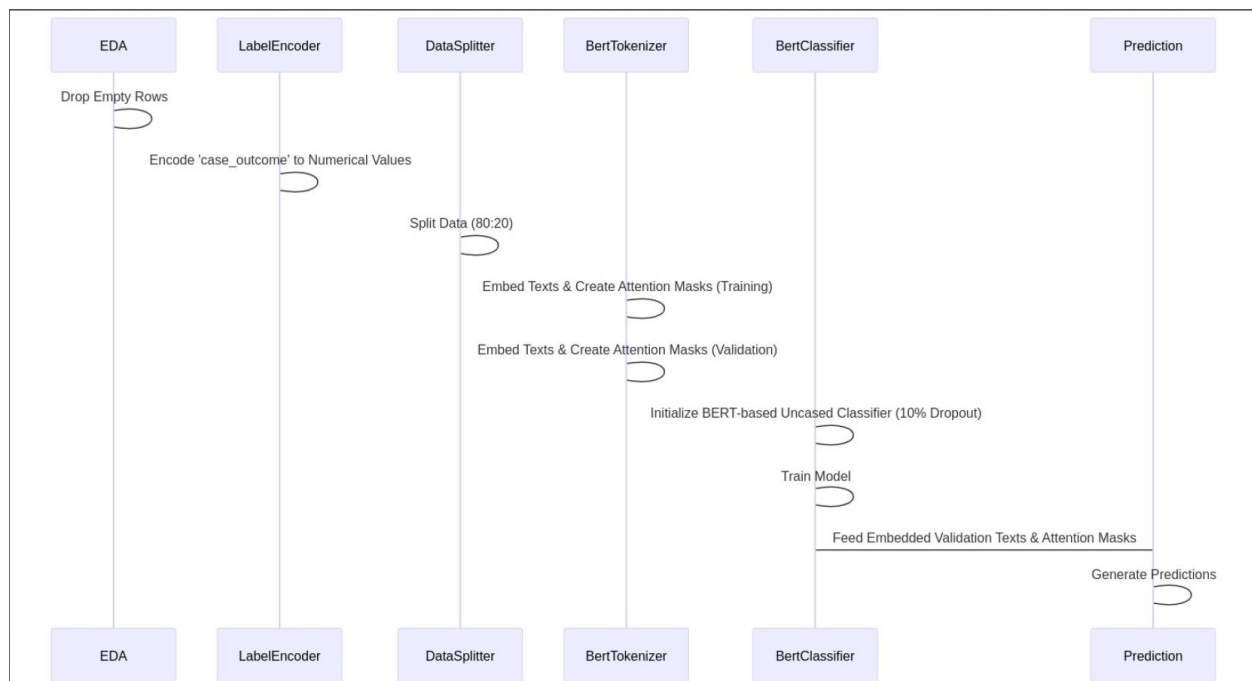 EDA
LabelEncoder
DataSplitter
BertTokenizer
BertClassifier
Prediction
Drop Empty Rows
Encode 'case_outcome' to Numerical Values
Split Data (80:20)
Embed Texts & Create Attention Masks (Training)
Embed Texts & Create Attention Masks (Validation)
Initialize BERT-based Uncased Classifier (10% Dropout)
Train Model
Feed Embedded Validation Texts & Attention Masks
Generate Predictions
EDA
LabelEncoder
DataSplitter
BertTokenizer
BertClassifier
Prediction